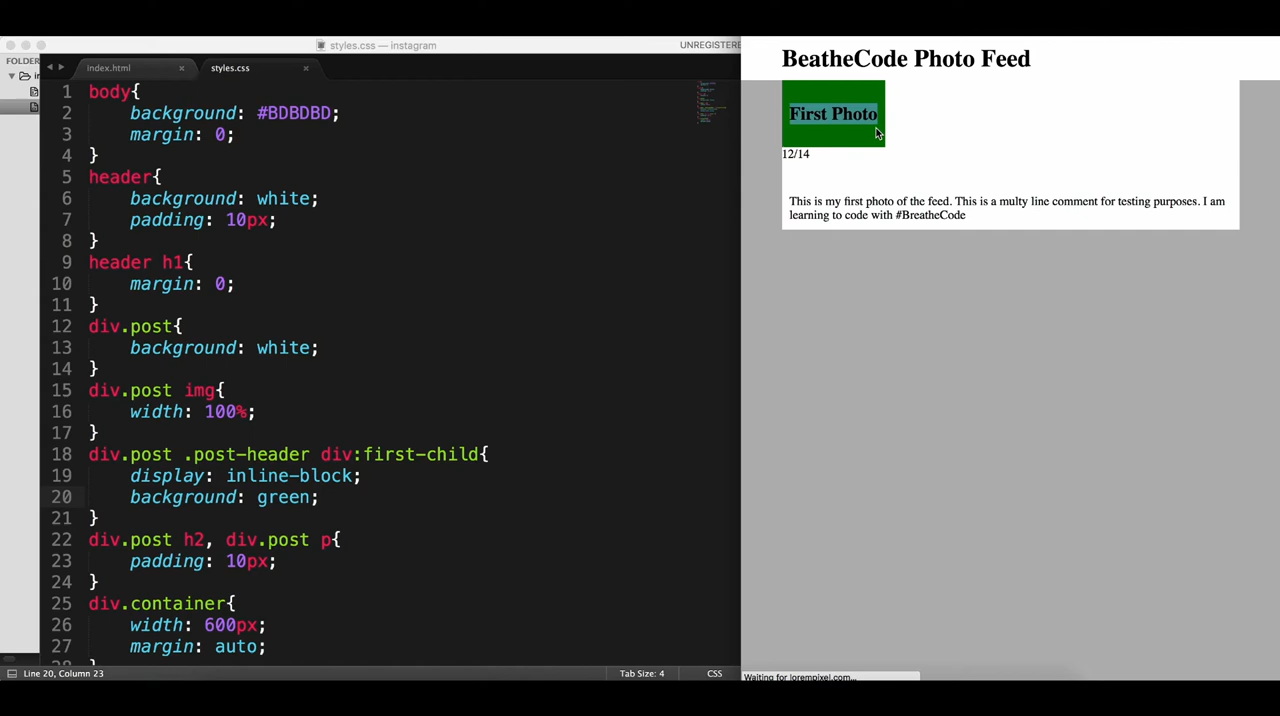 styles.css — instagram
UNREGISTERE
FOLDER
index.html
styles.css
1 body{
2 background: #BDBDBD;
3 margin: 0;
4 }
5 header{
6 background: white;
7 padding: 10px;
8 }
9 header h1{
10 margin: 0;
11 }
12 div.post{
13 background: white;
14 }
15 div.post img{
16 width: 100%;
17 }
18 div.post .post-header div:first-child{
19 display: inline-block;
20 background: green;
21 }
22 div.post h2, div.post p{
23 padding: 10px;
24 }
25 div.container{
26 width: 600px;
27 margin: auto;
Line 20, Column 23
Tab Size: 4
CSS
BeatheCode Photo Feed
First Photo
12/14
This is my first photo of the feed. This is a multy line comment for testing purposes. I am
learning to code with #BreatheCode
Waiting for lorempixel.com...